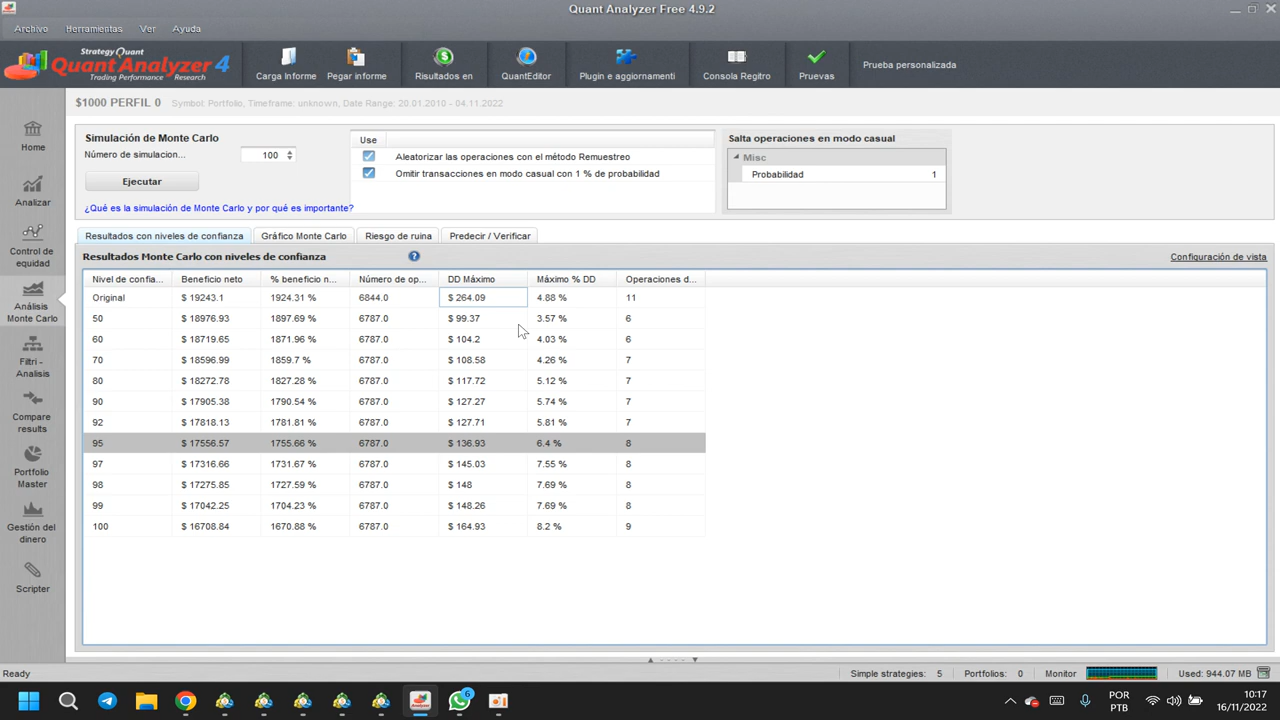 Quant Analyzer Free 4.9.2
Archivo Herramientas Ver Ayuda
StrategyQuant
QuantAnalyzer 4
Trading Performance Research
Carga Informe Pegar informe Risultados en QuantEditor Plugin e aggiornamenti Consola Regitro Pruevas Prueba personalizada
$1000 PERFIL 0 Symbol: Portfolio, Timeframe: unknown, Date Range: 20.01.2010 - 04.11.2022
Home
Analizar
Control de
equidad
Análisis
Monte Carlo
Filtri -
Analisis
Compare
results
Portfolio
Master
Gestión del
dinero
Scripter
Simulación de Monte Carlo
Número de simulacion... 100
Ejecutar
¿Qué es la simulación de Monte Carlo y por qué es importante?
Use
Aleatorizar las operaciones con el método Remuestreo
Omitir transacciones en modo casual con 1 % de probabilidad
Salta operaciones en modo casual
Misc
Probabilidad 1
Resultados con niveles de confianza Gráfico Monte Carlo Riesgo de ruina Predecir / Verificar
Resultados Monte Carlo con niveles de confianza ? Configuración de vista
Nivel de confia... Beneficio neto % beneficio n... Número de op... DD Máximo Máximo % DD Operaciones d...
Original $ 19243.1 1924.31 % 6844.0 $ 264.09 4.88 % 11
50 $ 18976.93 1897.69 % 6787.0 $ 99.37 3.57 % 6
60 $ 18719.65 1871.96 % 6787.0 $ 104.2 4.03 % 6
70 $ 18596.99 1859.7 % 6787.0 $ 108.58 4.26 % 7
80 $ 18272.78 1827.28 % 6787.0 $ 117.72 5.12 % 7
90 $ 17905.38 1790.54 % 6787.0 $ 127.27 5.74 % 7
92 $ 17818.13 1781.81 % 6787.0 $ 127.71 5.81 % 7
95 $ 17556.57 1755.66 % 6787.0 $ 136.93 6.4 % 8
97 $ 17316.66 1731.67 % 6787.0 $ 145.03 7.55 % 8
98 $ 17275.85 1727.59 % 6787.0 $ 148 7.69 % 8
99 $ 17042.25 1704.23 % 6787.0 $ 148.26 7.69 % 8
100 $ 16708.84 1670.88 % 6787.0 $ 164.93 8.2 % 9
Ready Simple strategies: 5 Portfolios: 0 Monitor Used: 944.07 MB
6
POR
PTB
10:17
16/11/2022